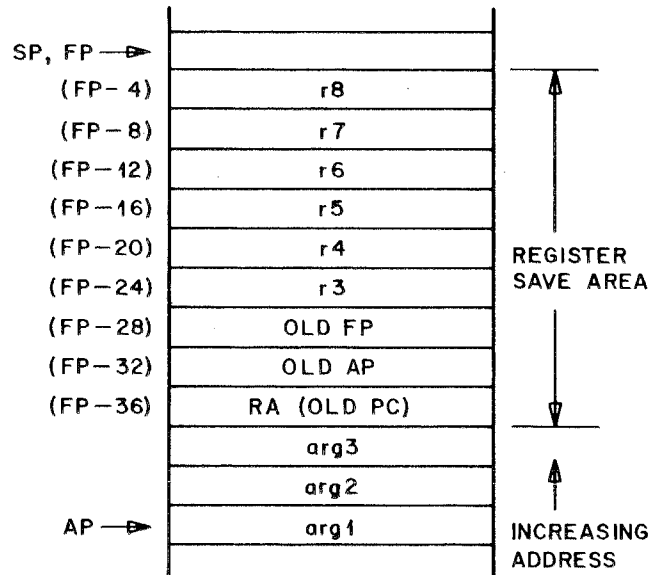 SP, FP
(FP-4) r8
(FP-8) r7
(FP-12) r6
(FP-16) r5
(FP-20) r4
(FP-24) r3
REGISTER
SAVE AREA
(FP-28) OLD FP
(FP-32) OLD AP
(FP-36) RA (OLD PC)
arg3
arg2
AP arg1
INCREASING
ADDRESS